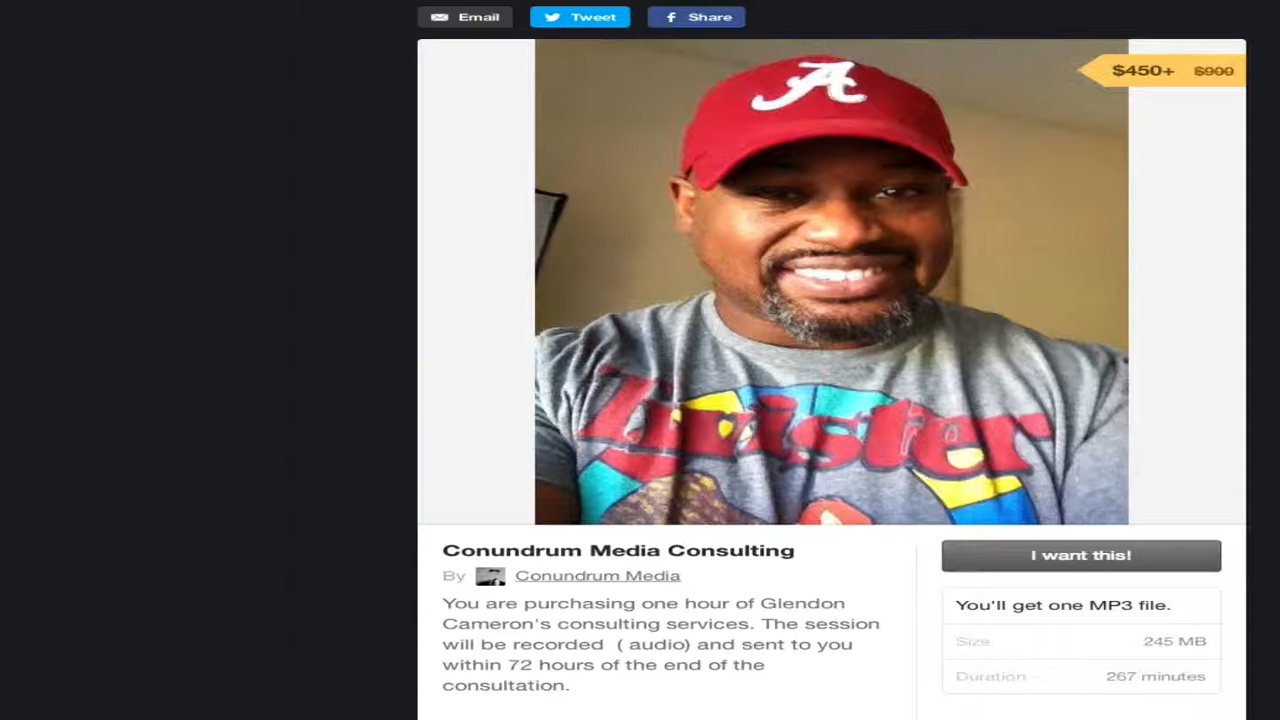 Email
Tweet
Share
$450+ $900
A
Conundrum Media Consulting
By Conundrum Media
You are purchasing one hour of Glendon
Cameron's consulting services. The session
will be recorded ( audio) and sent to you
within 72 hours of the end of the
consultation.
I want this!
You'll get one MP3 file.
Size 245 MB
Duration 267 minutes